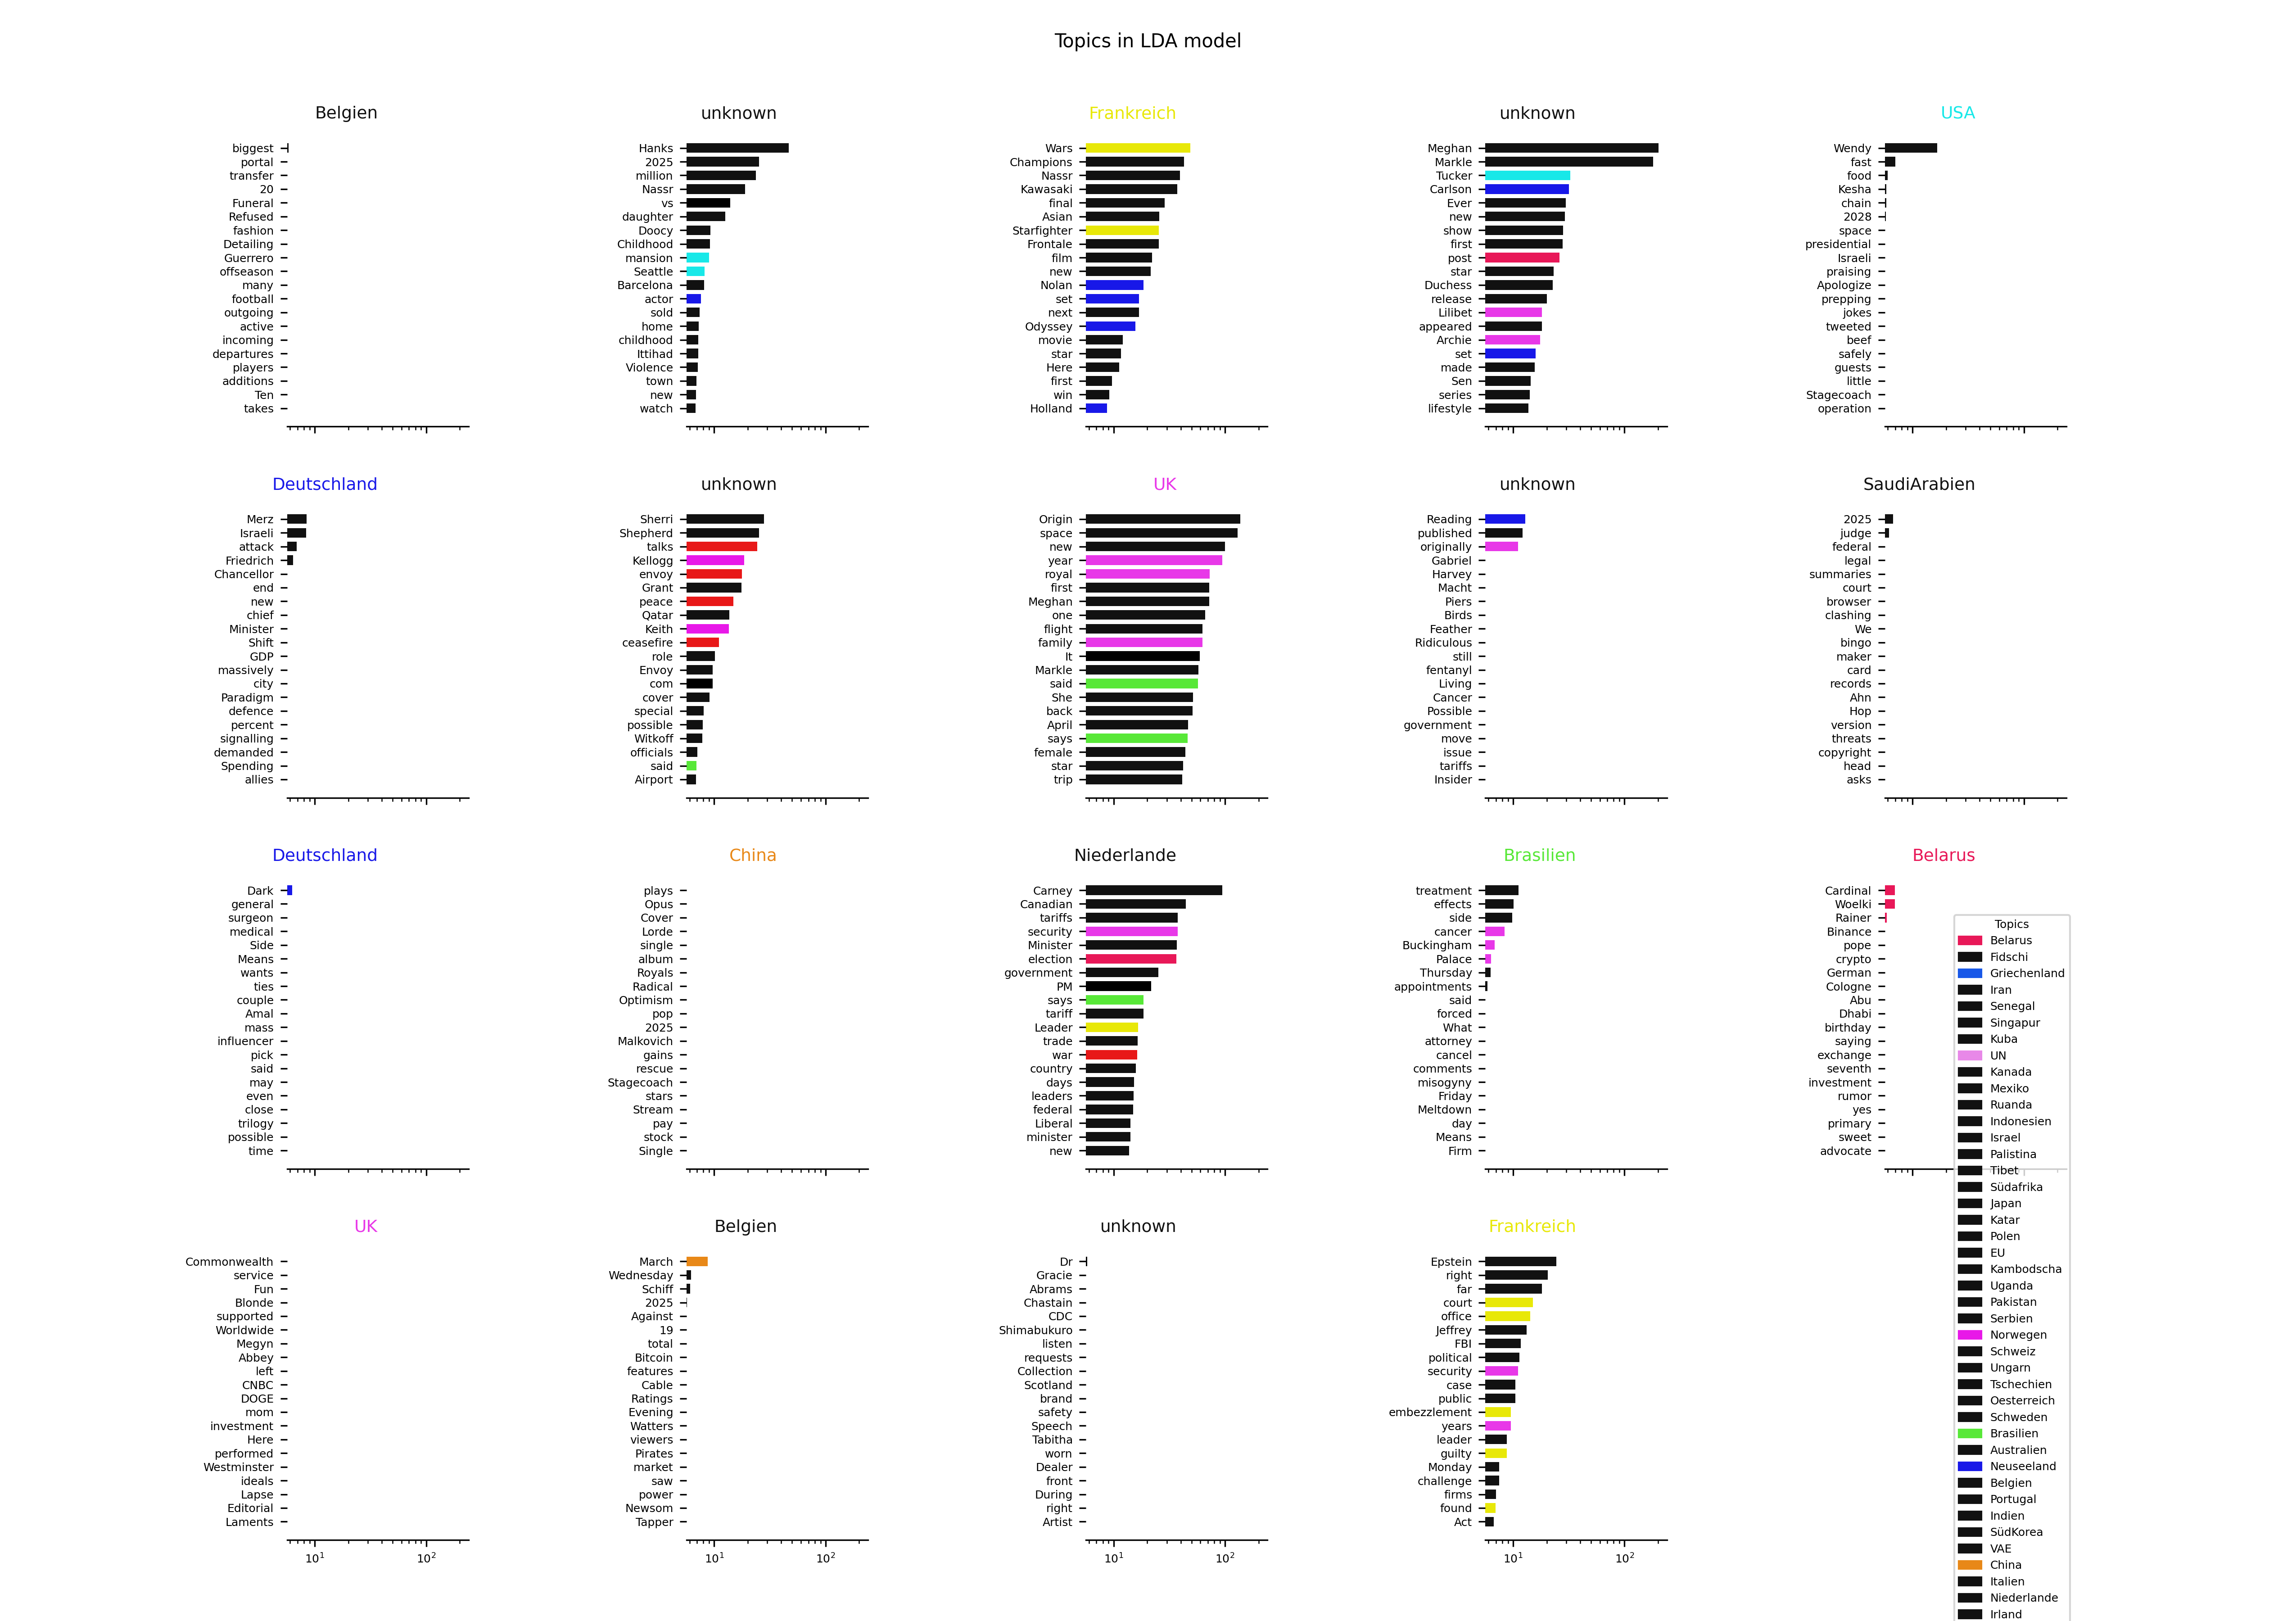 Topics in LDA model
Belgien
biggest
portal
transfer
20
Funeral
Refused
fashion
Detailing
Guerrero
offseason
many
football
outgoing
active
incoming
departures
players
additions
Ten
takes
unknown
Hanks
2025
million
Nassr
vs
daughter
Doocy
Childhood
mansion
Seattle
Barcelona
actor
sold
home
childhood
Ittihad
Violence
town
new
watch
Frankreich
Wars
Champions
Nassr
Kawasaki
final
Asian
Starfighter
Frontale
film
new
Nolan
set
next
Odyssey
movie
star
Here
first
win
Holland
unknown
Meghan
Markle
Tucker
Carlson
Ever
new
show
first
post
star
Duchess
release
Lilibet
appeared
Archie
set
made
Sen
series
lifestyle
USA
Wendy
fast
food
Kesha
chain
2028
space
presidential
Israeli
praising
Apologize
prepping
jokes
tweeted
beef
safely
guests
little
Stagecoach
operation
Deutschland
Merz
Israeli
attack
Friedrich
Chancellor
end
new
chief
Minister
Shift
GDP
massively
city
Paradigm
defence
percent
signalling
demanded
Spending
allies
unknown
Sherri
Shepherd
talks
Kellogg
envoy
Grant
peace
Qatar
Keith
ceasefire
role
Envoy
com
cover
special
possible
Witkoff
officials
said
Airport
UK
Origin
space
new
year
royal
first
Meghan
one
flight
family
It
Markle
said
She
back
April
says
female
star
trip
unknown
Reading
published
originally
Gabriel
Harvey
Macht
Piers
Birds
Feather
Ridiculous
still
fentanyl
Living
Cancer
Possible
government
move
issue
tariffs
Insider
SaudiArabien
2025
judge
federal
legal
summaries
court
browser
clashing
We
bingo
maker
card
records
Ahn
Hop
version
threats
copyright
head
asks
Deutschland
Dark
general
surgeon
medical
Side
Means
wants
ties
couple
Amal
mass
influencer
pick
said
may
even
close
trilogy
possible
time
China
plays
Opus
Cover
Lorde
single
album
Royals
Radical
Optimism
pop
2025
Malkovich
gains
rescue
Stagecoach
stars
Stream
pay
stock
Single
Niederlande
Carney
Canadian
tariffs
security
Minister
election
government
PM
says
tariff
Leader
trade
war
country
days
leaders
federal
Liberal
minister
new
Brasilien
treatment
effects
side
cancer
Buckingham
Palace
Thursday
appointments
said
forced
What
attorney
cancel
comments
misogyny
Friday
Meltdown
day
Means
Firm
Belarus
Cardinal
Woelki
Rainer
Binance
pope
crypto
German
Cologne
Abu
Dhabi
birthday
saying
exchange
seventh
investment
rumor
yes
primary
sweet
advocate
UK
Commonwealth
service
Fun
Blonde
supported
Worldwide
Megyn
Abbey
left
CNBC
DOGE
mom
investment
Here
performed
Westminster
ideals
Lapse
Editorial
Laments
10¹ 10²
Belgien
March
Wednesday
Schiff
2025
Against
19
total
Bitcoin
features
Cable
Ratings
Evening
Watters
viewers
Pirates
market
saw
power
Newsom
Tapper
10¹ 10²
unknown
Dr
Gracie
Abrams
Chastain
CDC
Shimabukuro
listen
requests
Collection
Scotland
brand
safety
Speech
Tabitha
worn
Dealer
front
During
right
Artist
10¹ 10²
Frankreich
Epstein
right
far
court
office
Jeffrey
FBI
political
security
case
public
embezzlement
years
leader
guilty
Monday
challenge
firms
found
Act
10¹ 10²
Topics
Belarus
Fidschi
Griechenland
Iran
Senegal
Singapur
Kuba
UN
Kanada
Mexiko
Ruanda
Indonesien
Israel
Palistina
Tibet
Südafrika
Japan
Katar
Polen
EU
Kambodscha
Uganda
Pakistan
Serbien
Norwegen
Schweiz
Ungarn
Tschechien
Oesterreich
Schweden
Brasilien
Australien
Neuseeland
Belgien
Portugal
Indien
SüdKorea
VAE
China
Italien
Niederlande
Irland